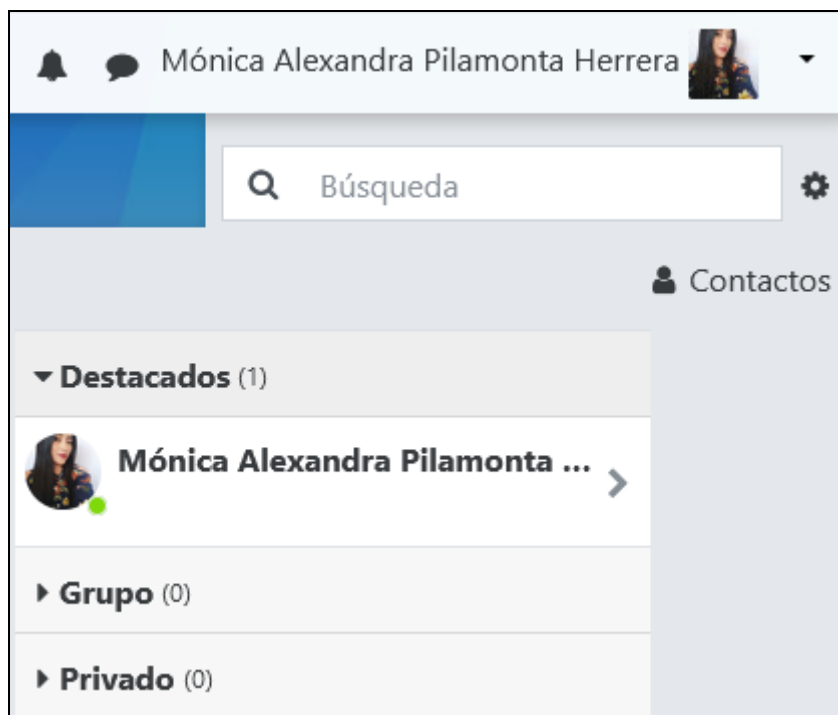 Mónica Alexandra Pilamonta Herrera
Búsqueda
Contactos
Destacados (1)
Mónica Alexandra Pilamonta ...
Grupo (0)
Privado (0)